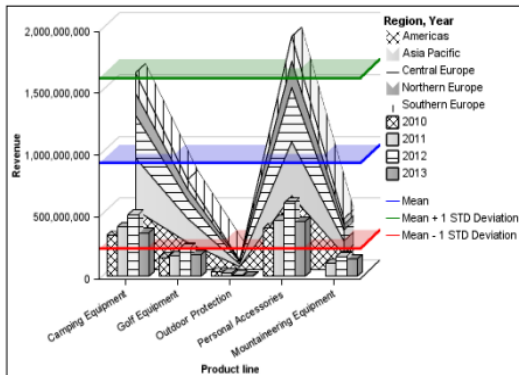 Region, Year
Americas
Asia Pacific
Central Europe
Northern Europe
Southern Europe
2010
2011
2012
2013
Mean
Mean + 1 STD Deviation
Mean - 1 STD Deviation
Revenue
2,000,000,000
1,500,000,000
1,000,000,000
500,000,000
0
Camping Equipment
Golf Equipment
Outdoor Protection
Personal Accessories
Mountaineering Equipment
Product line